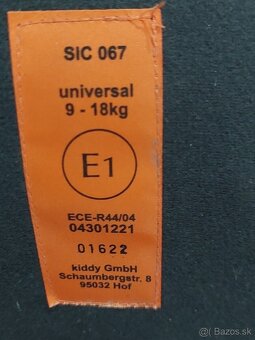 SIC 067
universal
9 - 18kg
E1
ECE-R44/04
04301221
01622
kiddy GmbH
Schaumbergstr. 8
95032 Hof
Bazos.sk